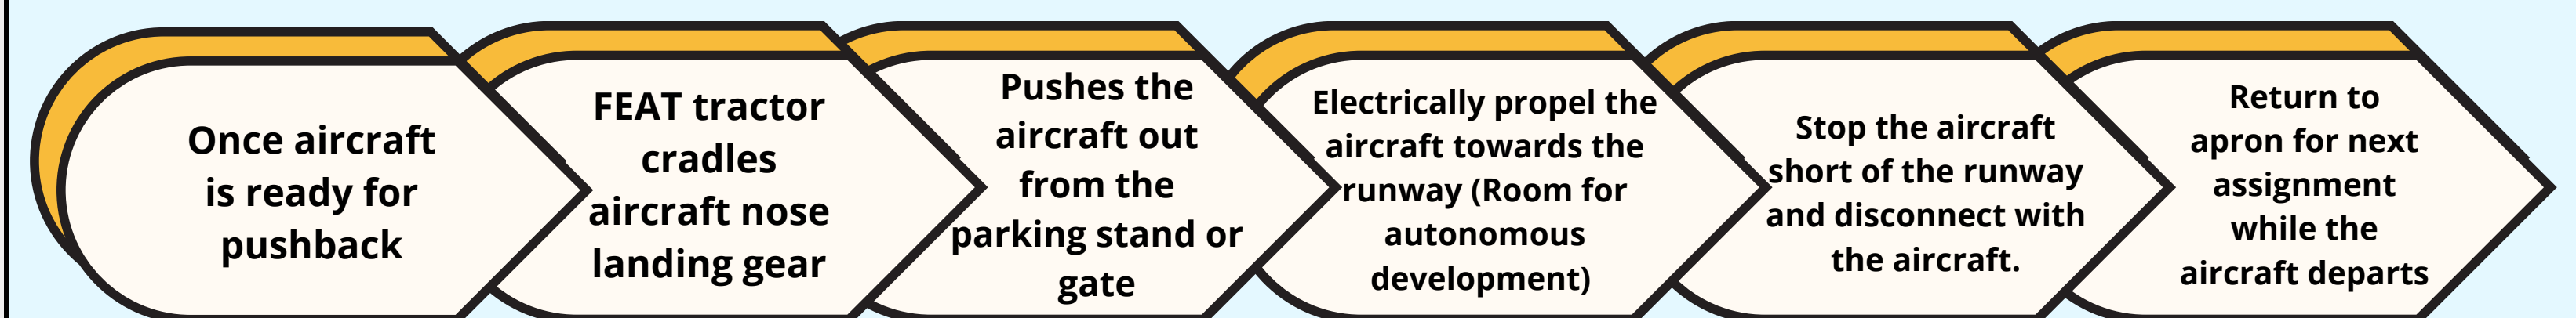 Once aircraft
is ready for
pushback
FEAT tractor
cradles
aircraft nose
landing gear
Pushes the
aircraft out
from the
parking stand or
gate
Electrically propel the
aircraft towards the
runway (Room for
autonomous
development)
Stop the aircraft
short of the runway
and disconnect with
the aircraft.
Return to
apron for next
assignment
while the
aircraft departs